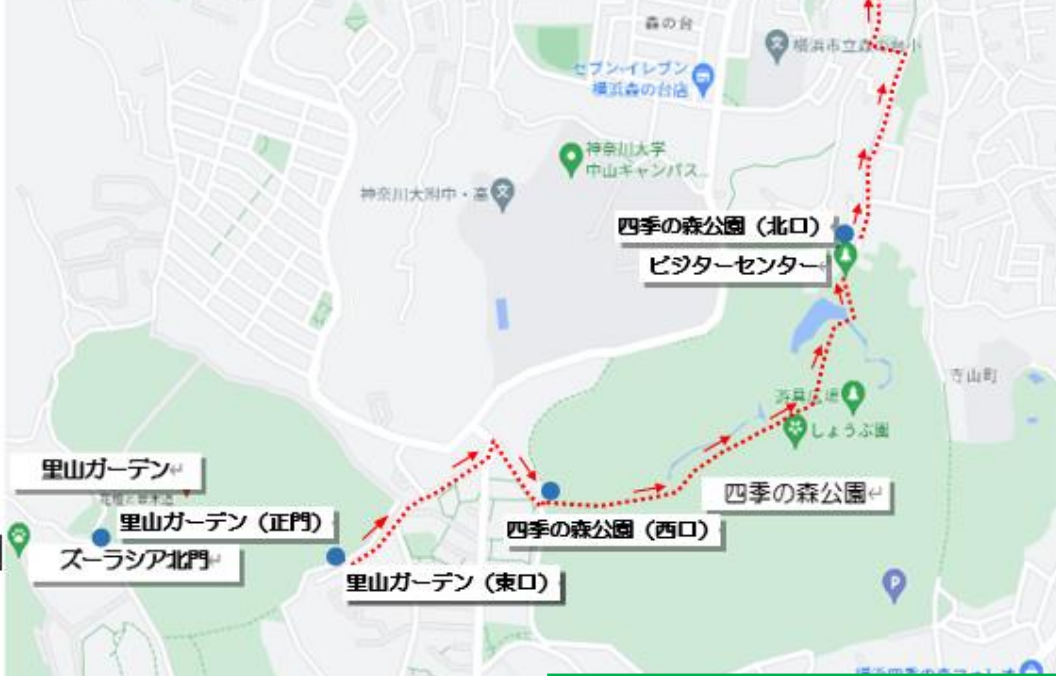 森の台
セブン-イレブン
横浜森の台店
神奈川大学
中山キャンパス...
神奈川大附中・高
四季の森公園（北口）
ビジターセンター↵
寺山町
遊具広場
しょうぶ園
里山ガーデン↵
四季の森公園↵
里山ガーデン（正門）
四季の森公園（西口）
ズーラシア北門↵
里山ガーデン（東口）
P